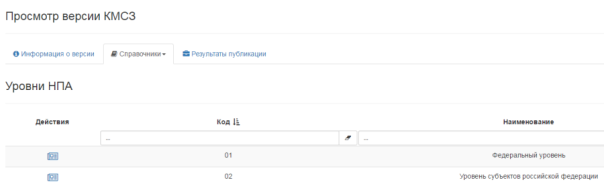 Просмотр версии КМСЗ
Информация о версии Справочники Результаты публикации
Уровни НПА
Действия Код Наименование
... ...
01 Федеральный уровень
02 Уровень субъектов российской федерации